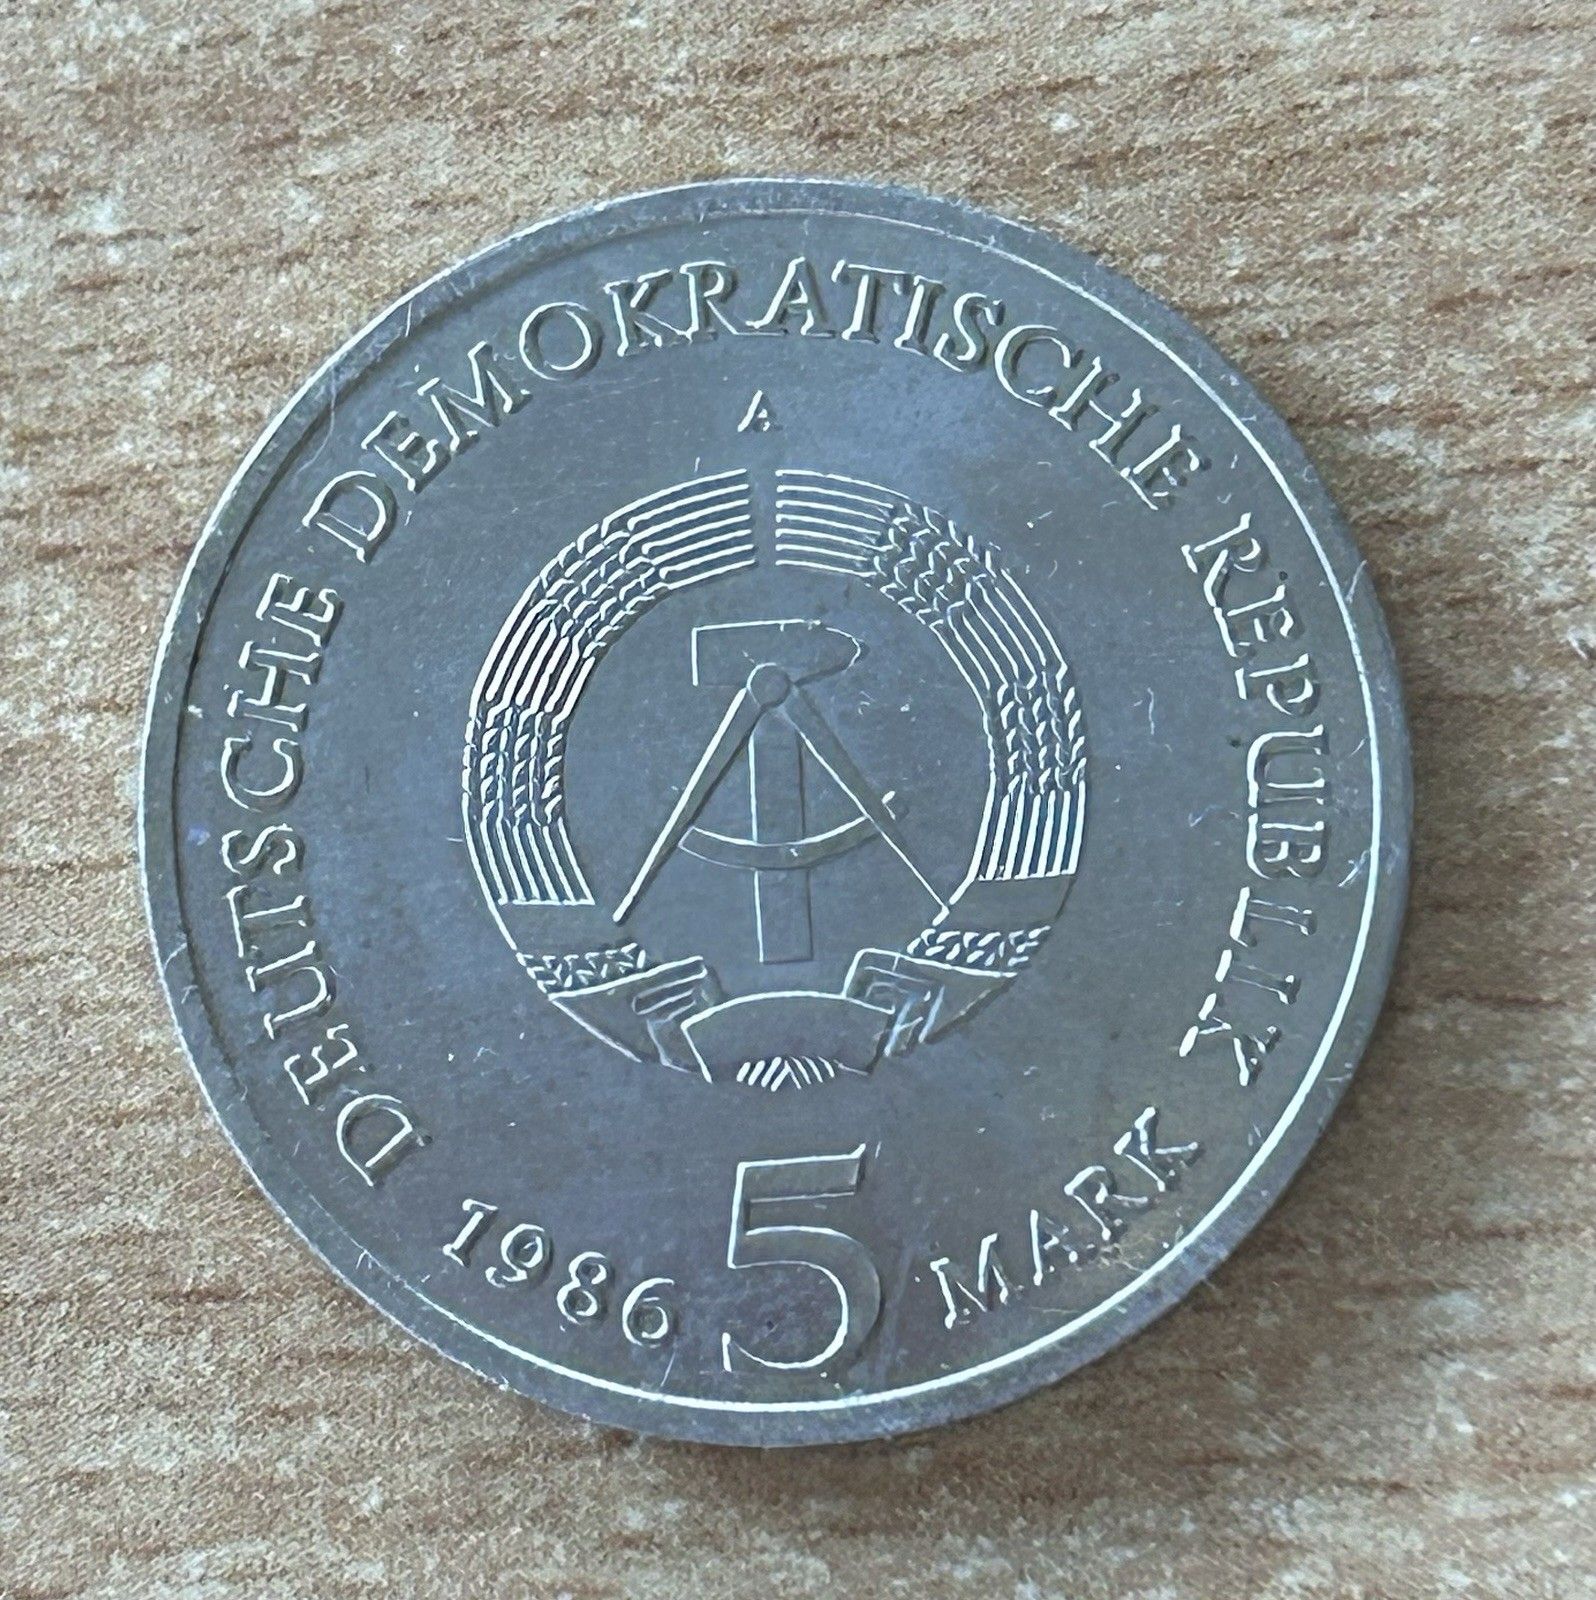 DEUTSCHE DEMOKRATISCHE REPUBLIK
A
1986 5 MARK